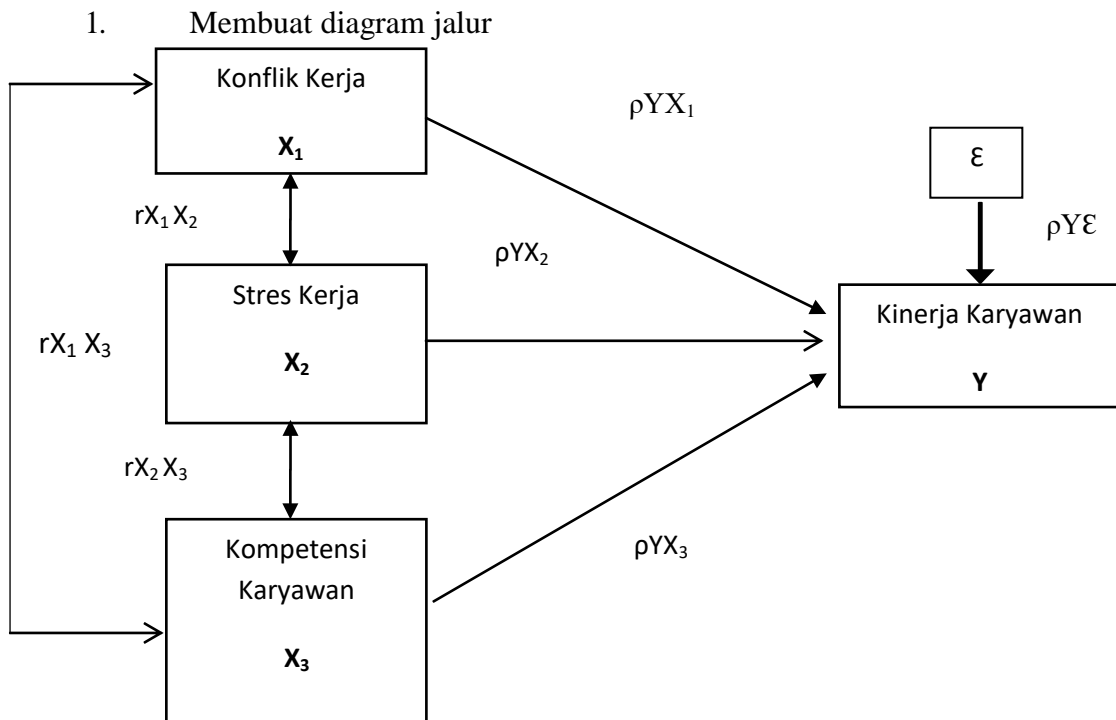 1. Membuat diagram jalur
Konflik Kerja
X₁
ρYX₁
ε
rX₁ X₂
ρYX₂
ρYε
Stres Kerja
X₂
Kinerja Karyawan
Y
rX₁ X₃
rX₂ X₃
Kompetensi
Karyawan
X₃
ρYX₃